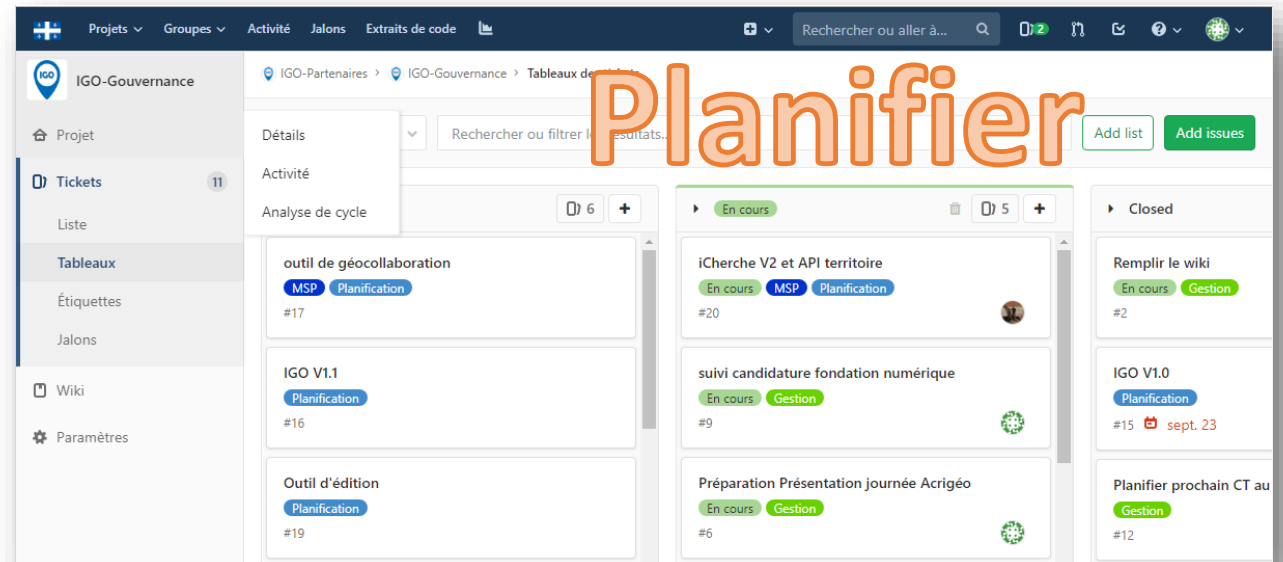 Projets Groupes Activité Jalons Extraits de code Rechercher ou aller à... 2
IGO IGO-Gouvernance
IGO-Partenaires > IGO-Gouvernance > Tableaux
Planifier
Projet
Tickets 11
Liste
Tableaux
Étiquettes
Jalons
Wiki
Paramètres
Détails
Activité
Analyse de cycle
Rechercher ou filtrer les résultats...
Add list Add issues
6 +
outil de géocollaboration
MSP Planification
#17
IGO V1.1
Planification
#16
Outil d'édition
Planification
#19
En cours 5 +
iCherche V2 et API territoire
En cours MSP Planification
#20
suivi candidature fondation numérique
En cours Gestion
#9
Préparation Présentation journée Acrigéo
En cours Gestion
#6
Closed
Remplir le wiki
En cours Gestion
#2
IGO V1.0
Planification
#15 sept. 23
Planifier prochain CT au
Gestion
#12